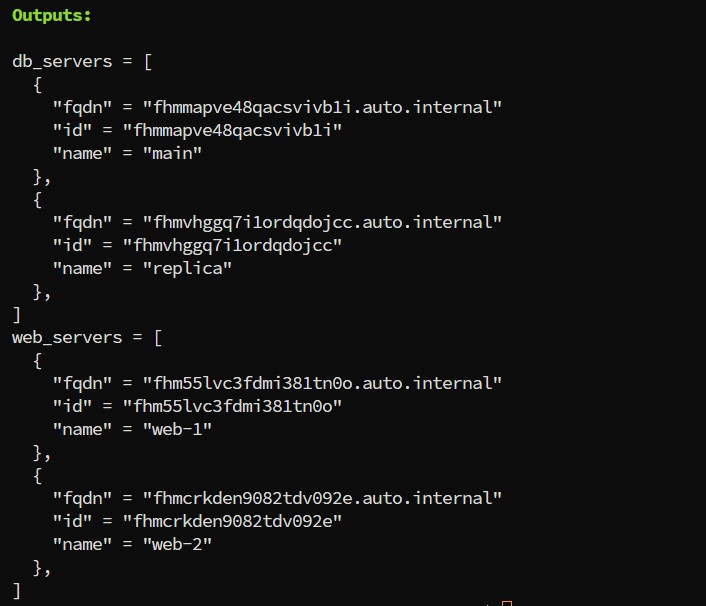 Outputs:
db_servers = [
  {
    "fqdn" = "fhmmapve48qacsvivb1i.auto.internal"
    "id" = "fhmmapve48qacsvivb1i"
    "name" = "main"
  },
  {
    "fqdn" = "fhmvhggq7i1ordqdojcc.auto.internal"
    "id" = "fhmvhggq7i1ordqdojcc"
    "name" = "replica"
  },
]
web_servers = [
  {
    "fqdn" = "fhm55lvc3fdmi381tn0o.auto.internal"
    "id" = "fhm55lvc3fdmi381tn0o"
    "name" = "web-1"
  },
  {
    "fqdn" = "fhmcrkden9082tdv092e.auto.internal"
    "id" = "fhmcrkden9082tdv092e"
    "name" = "web-2"
  },
]